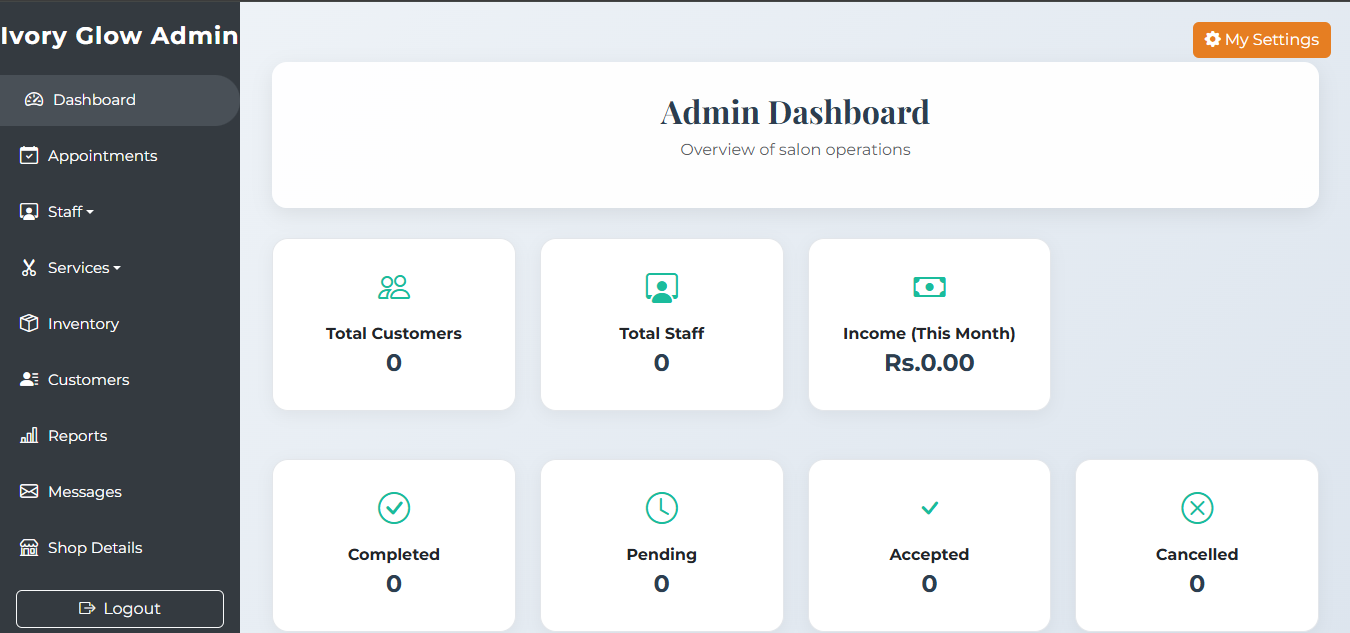 Ivory Glow Admin
My Settings
Dashboard
Appointments
Staff
Services
Inventory
Customers
Reports
Messages
Shop Details
Logout
Admin Dashboard
Overview of salon operations
Total Customers
0
Total Staff
0
Income (This Month)
Rs.0.00
Completed
0
Pending
0
Accepted
0
Cancelled
0